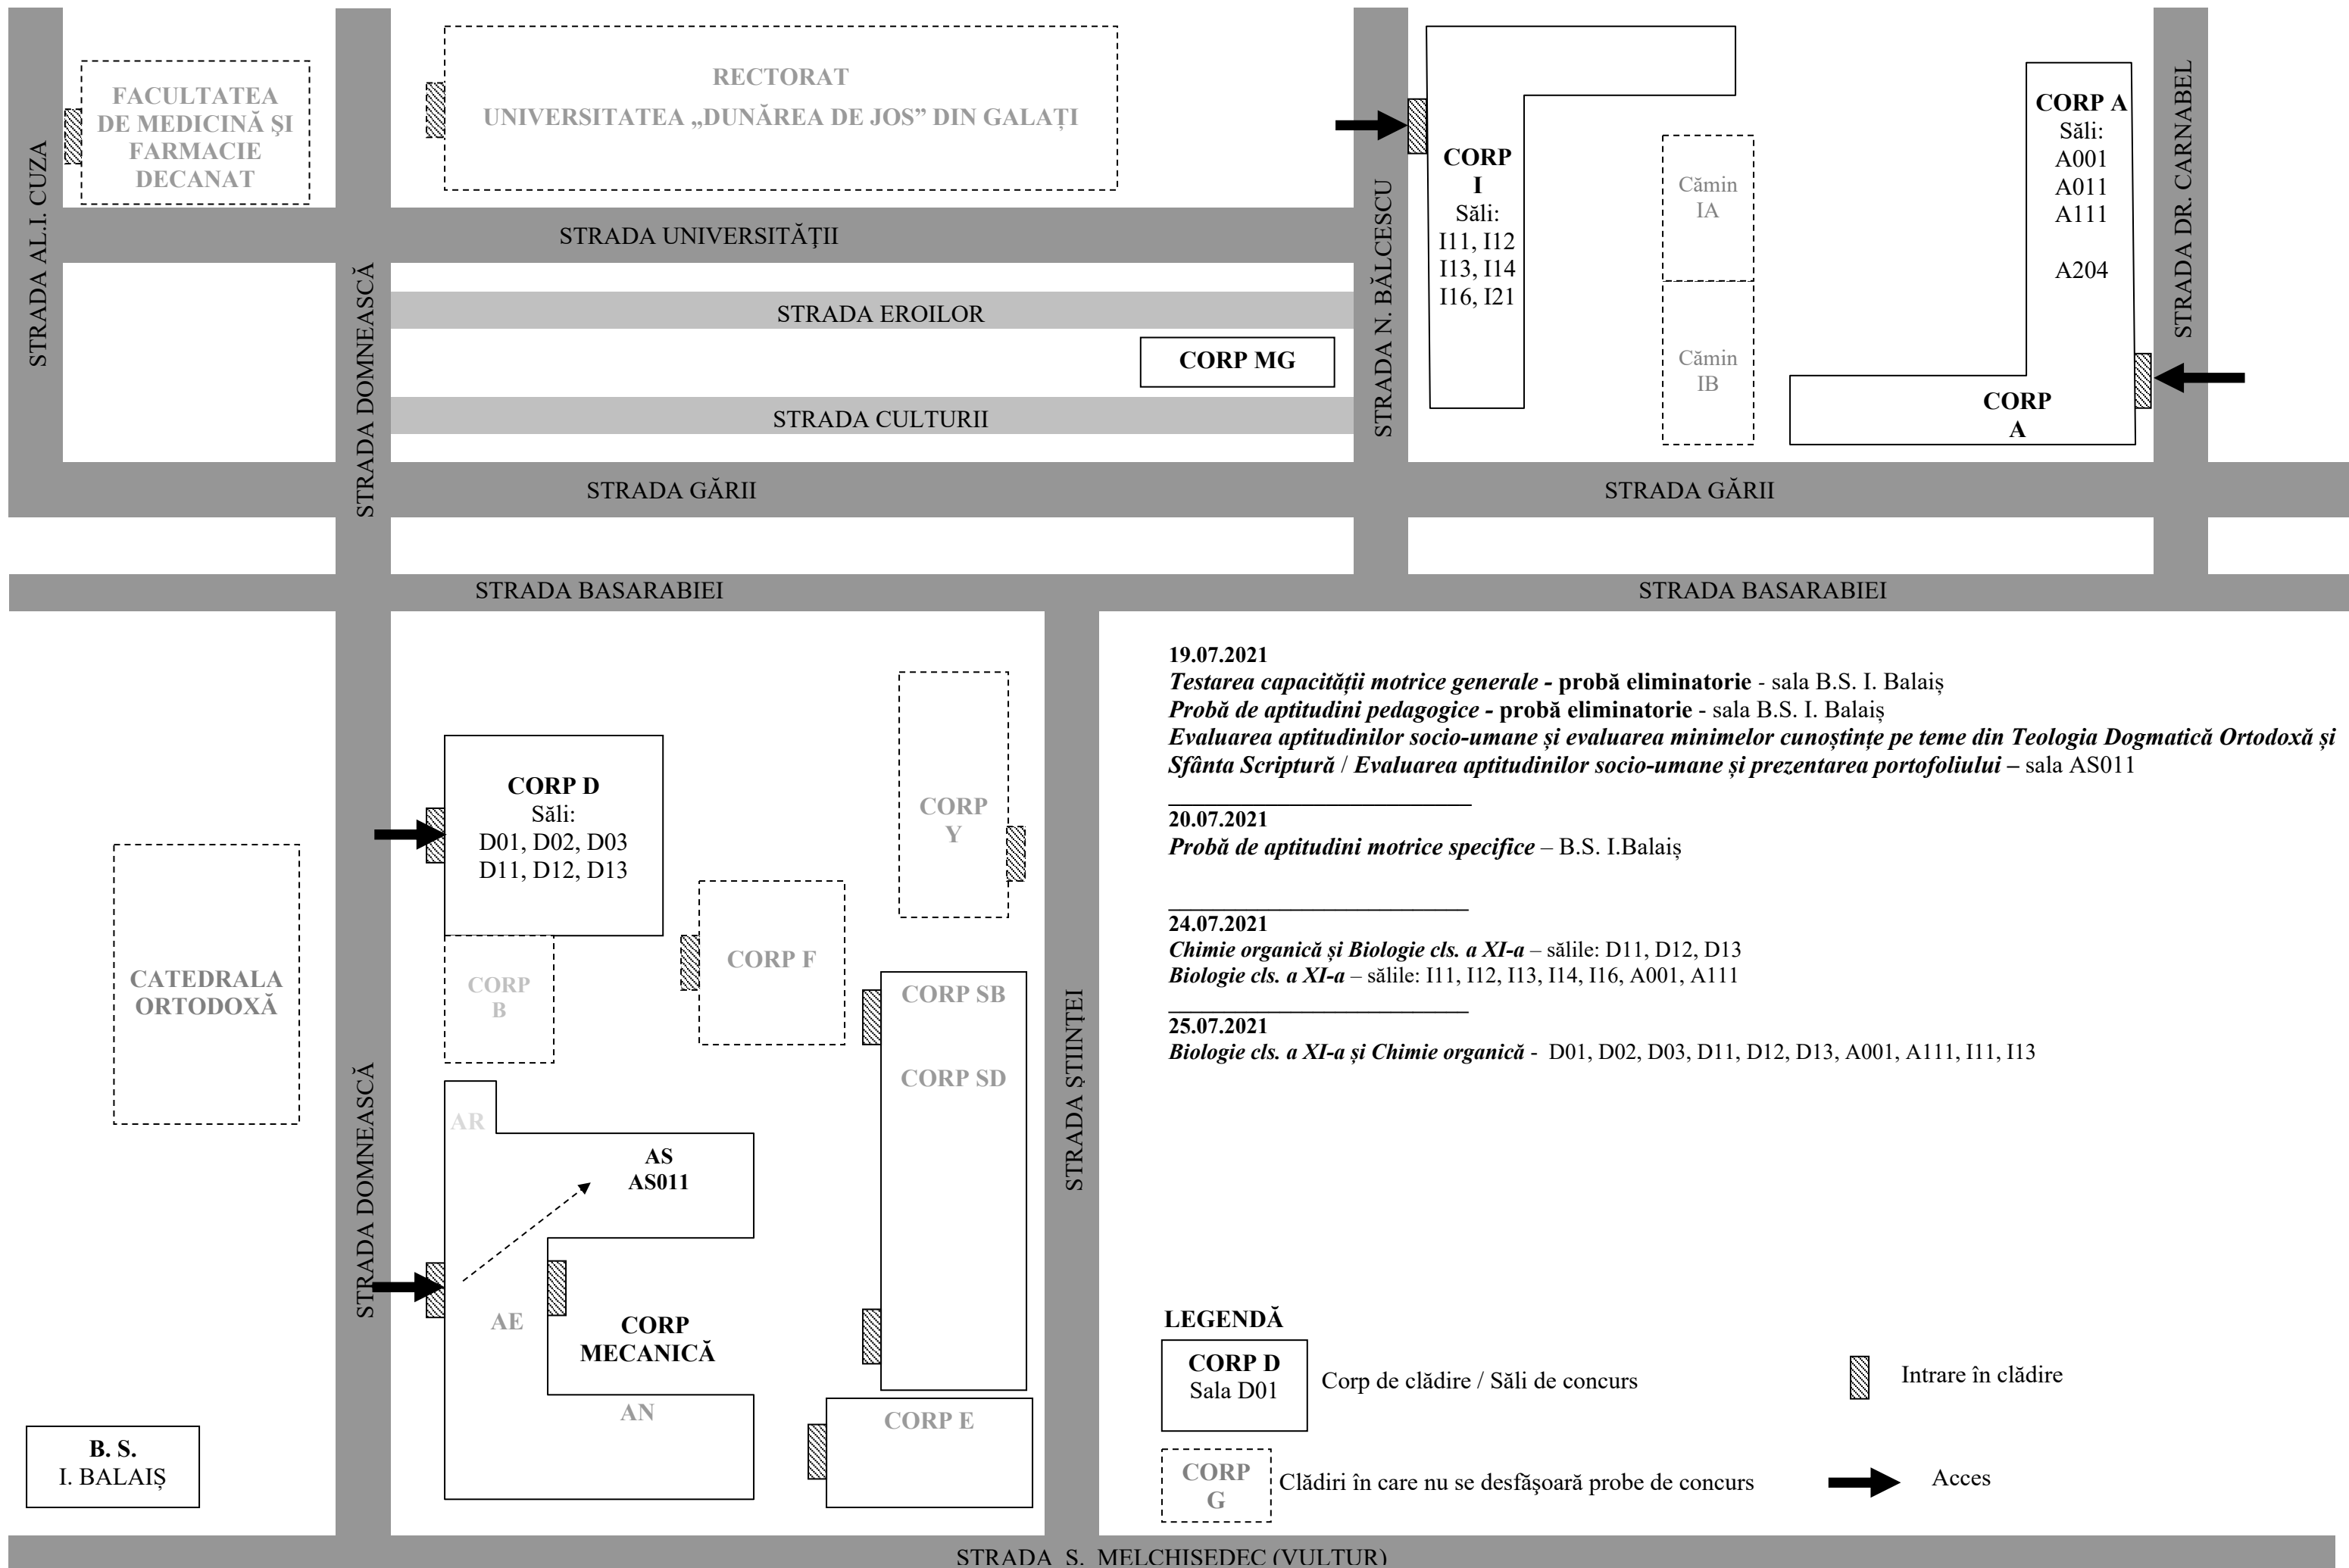 STRADA AL.I. CUZA
FACULTATEA
DE MEDICINĂ ŞI
FARMACIE
DECANAT
STRADA DOMNEASCĂ
RECTORAT
UNIVERSITATEA „DUNĂREA DE JOS” DIN GALAȚI
STRADA UNIVERSITĂŢII
STRADA EROILOR
CORP MG
STRADA CULTURII
STRADA N. BĂLCESCU
CORP
I
Săli:
I11, I12
I13, I14
I16, I21
Cămin
IA
Cămin
IB
CORP A
Săli:
A001
A011
A111
A204
CORP
A
STRADA DR. CARNABEL
STRADA GĂRII
STRADA GĂRII
STRADA BASARABIEI
STRADA BASARABIEI
CATEDRALA
ORTODOXĂ
STRADA DOMNEASCĂ
CORP D
Săli:
D01, D02, D03
D11, D12, D13
CORP
B
CORP F
CORP
Y
CORP SB
CORP SD
STRADA ȘTIINȚEI
AR
AS
AS011
AE
CORP
MECANICĂ
AN
CORP E
B. S.
I. BALAIȘ
19.07.2021
Testarea capacității motrice generale - probă eliminatorie - sala B.S. I. Balaiș
Probă de aptitudini pedagogice - probă eliminatorie - sala B.S. I. Balaiș
Evaluarea aptitudinilor socio-umane și evaluarea minimelor cunoștințe pe teme din Teologia Dogmatică Ortodoxă și
Sfânta Scriptură / Evaluarea aptitudinilor socio-umane și prezentarea portofoliului – sala AS011
20.07.2021
Probă de aptitudini motrice specifice – B.S. I.Balaiș
24.07.2021
Chimie organică și Biologie cls. a XI-a – sălile: D11, D12, D13
Biologie cls. a XI-a – sălile: I11, I12, I13, I14, I16, A001, A111
25.07.2021
Biologie cls. a XI-a și Chimie organică - D01, D02, D03, D11, D12, D13, A001, A111, I11, I13
LEGENDĂ
CORP D
Sala D01
Corp de clădire / Săli de concurs
Intrare în clădire
CORP
G
Clădiri în care nu se desfăşoară probe de concurs
Acces
STRADA S. MELCHISEDEC (VULTUR)